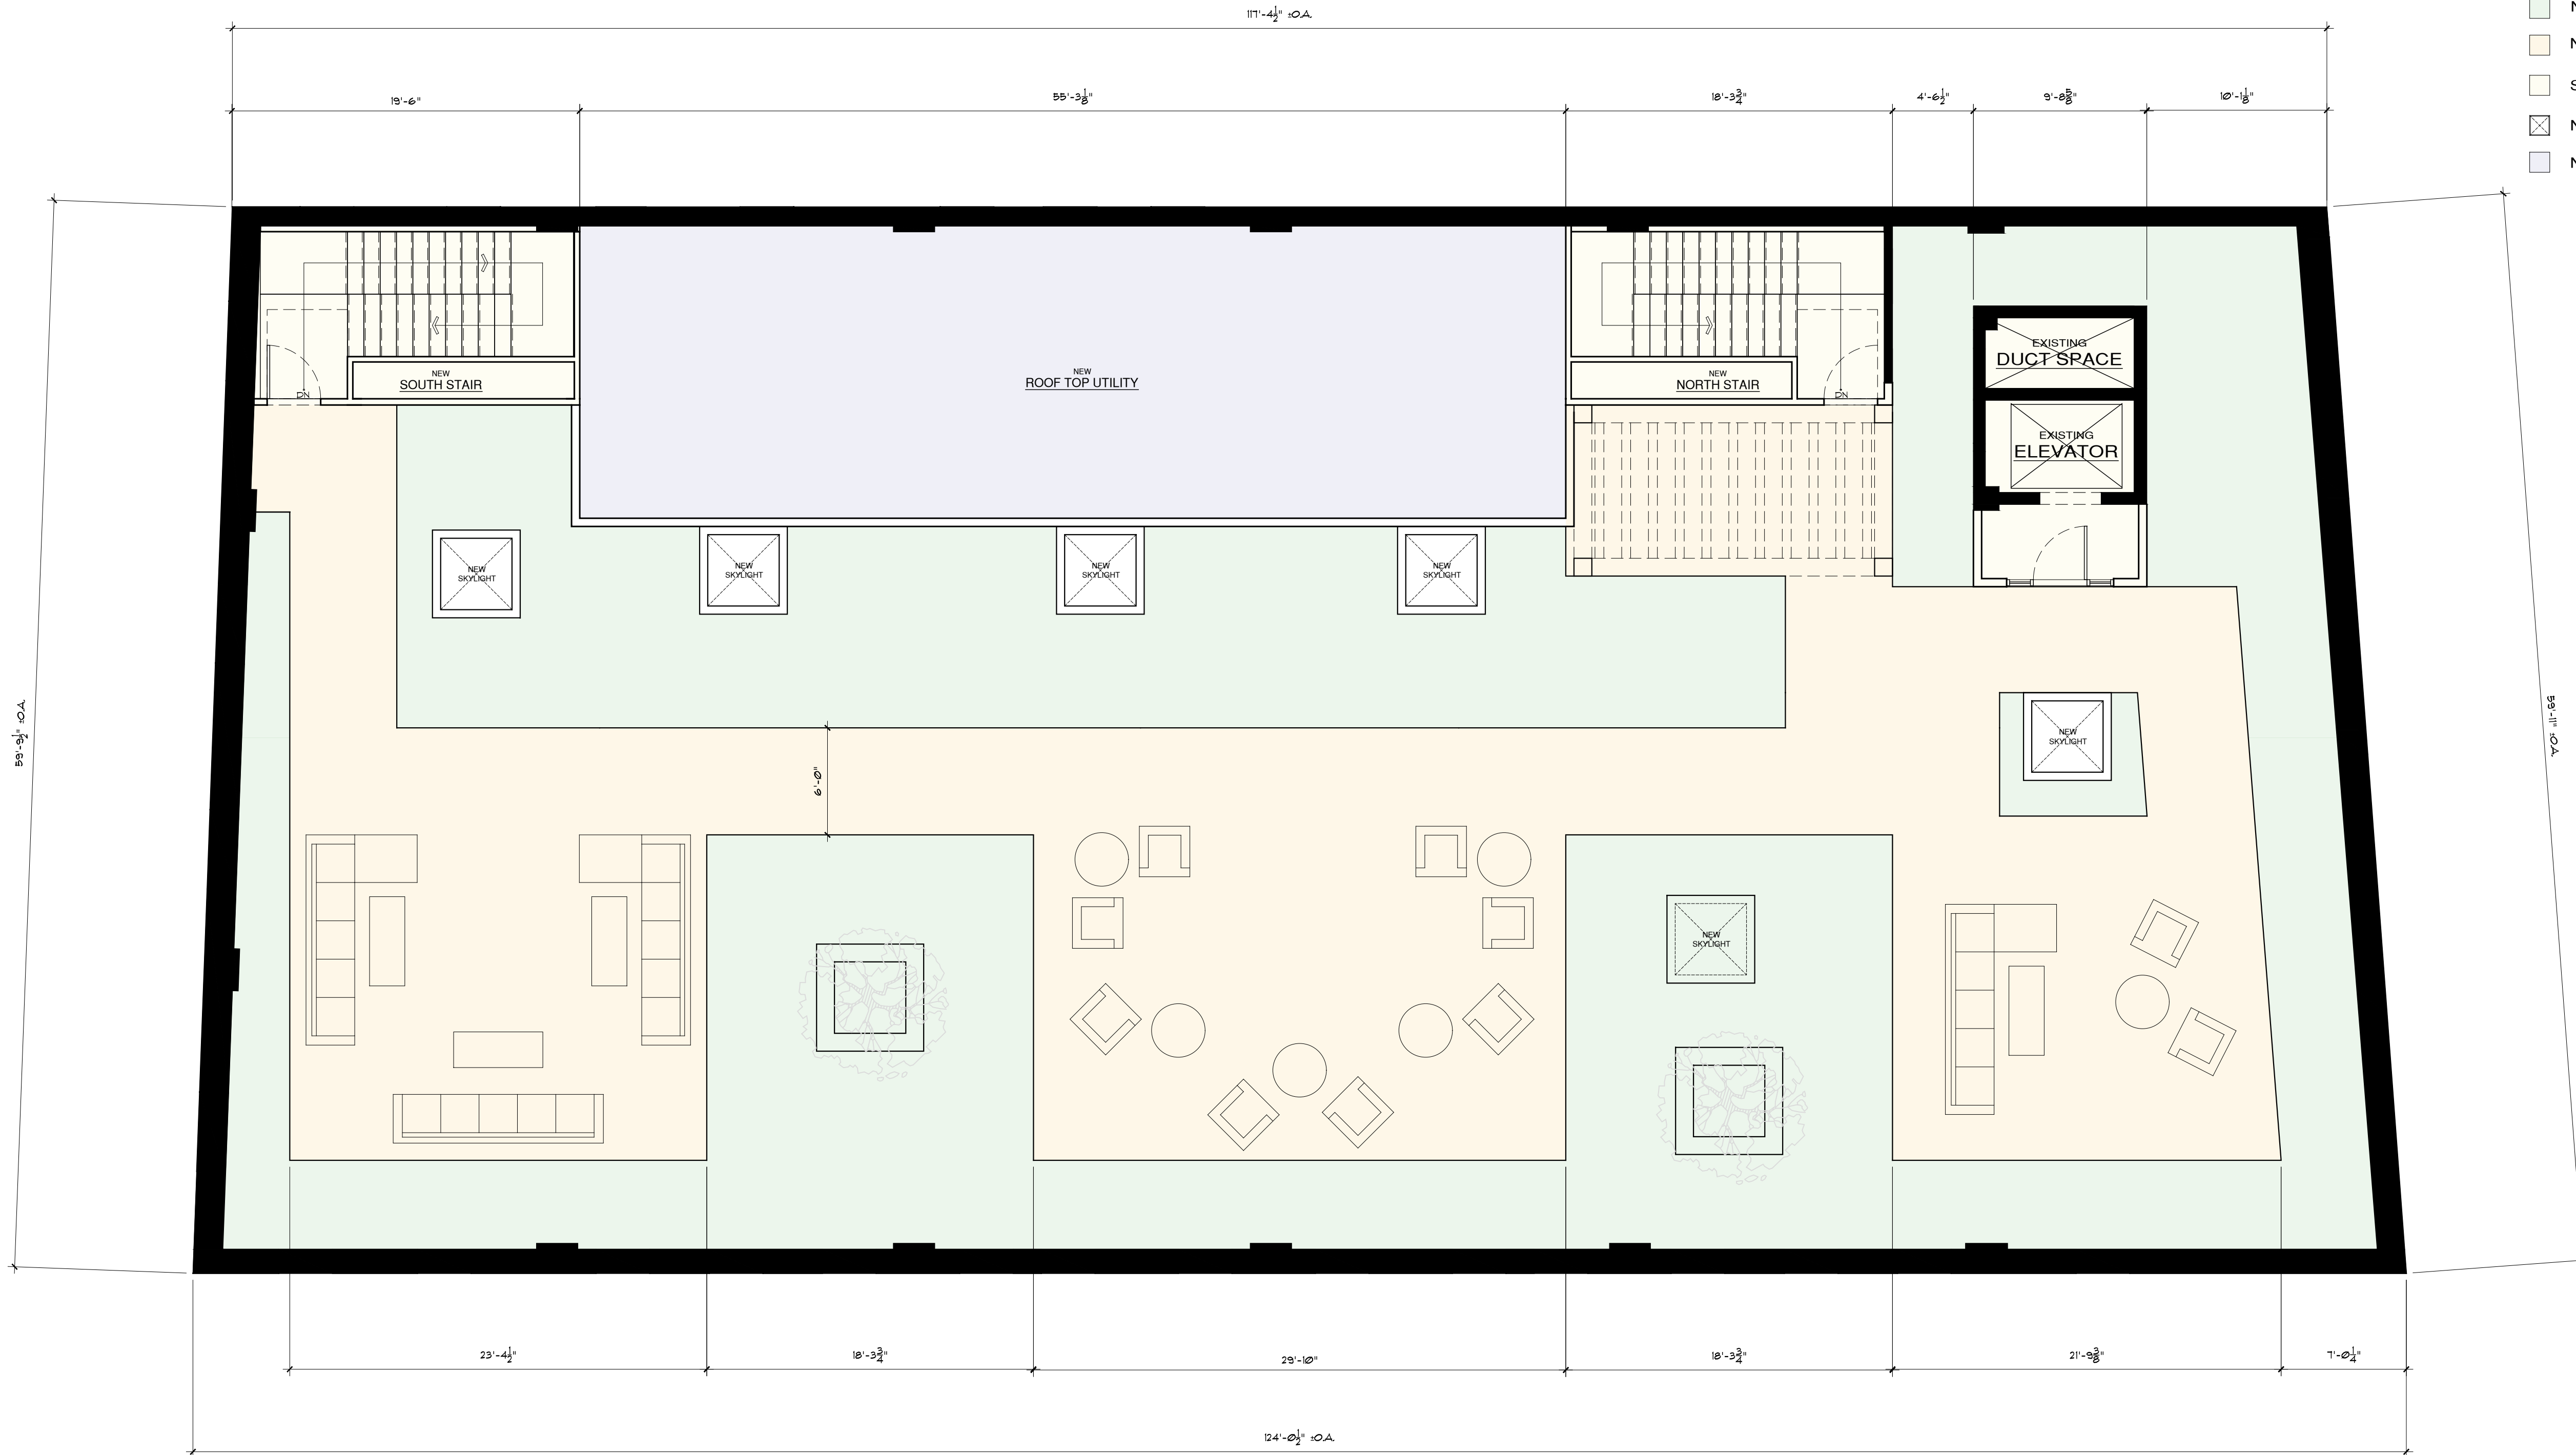 117'-4½" ±O.A.
19'-6"
55'-3⅛"
18'-3¾"
4'-6½"
9'-8⅝"
10'-1⅛"
N
N
S
N
N
NEW
SOUTH STAIR
DN
NEW
ROOF TOP UTILITY
NEW
NORTH STAIR
DN
EXISTING
DUCT SPACE
EXISTING
ELEVATOR
NEW
SKYLIGHT
NEW
SKYLIGHT
NEW
SKYLIGHT
NEW
SKYLIGHT
NEW
SKYLIGHT
59'-9½" ±O.A.
59'-11" ±O.A.
6'-0"
NEW
SKYLIGHT
23'-4½"
18'-3¾"
29'-10"
18'-3¾"
21'-9⅜"
7'-0¼"
124'-0½" ±O.A.